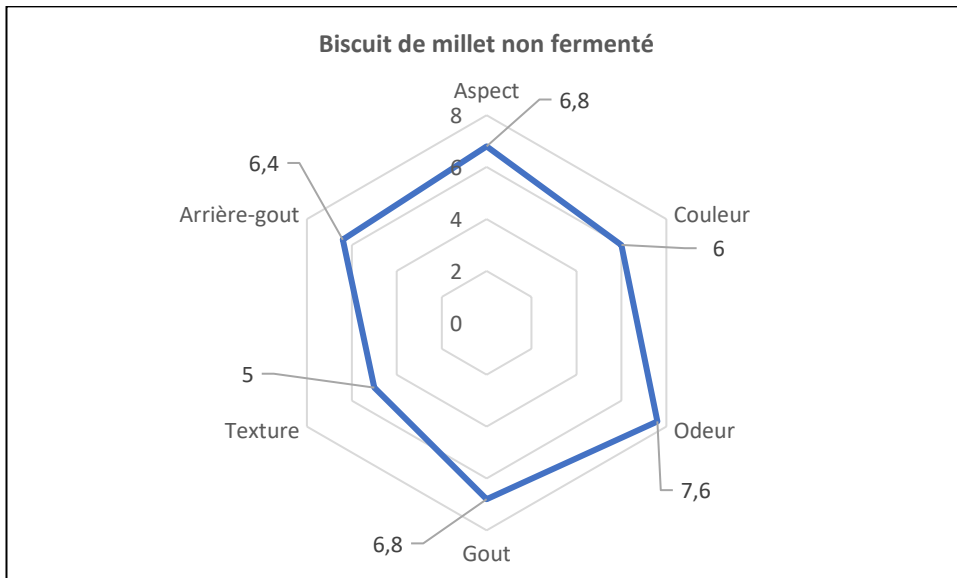 Biscuit de millet non fermenté
Aspect
6,8
8
6,4
6
Arrière-gout
Couleur
4
6
2
0
5
Texture
Odeur
7,6
6,8
Gout